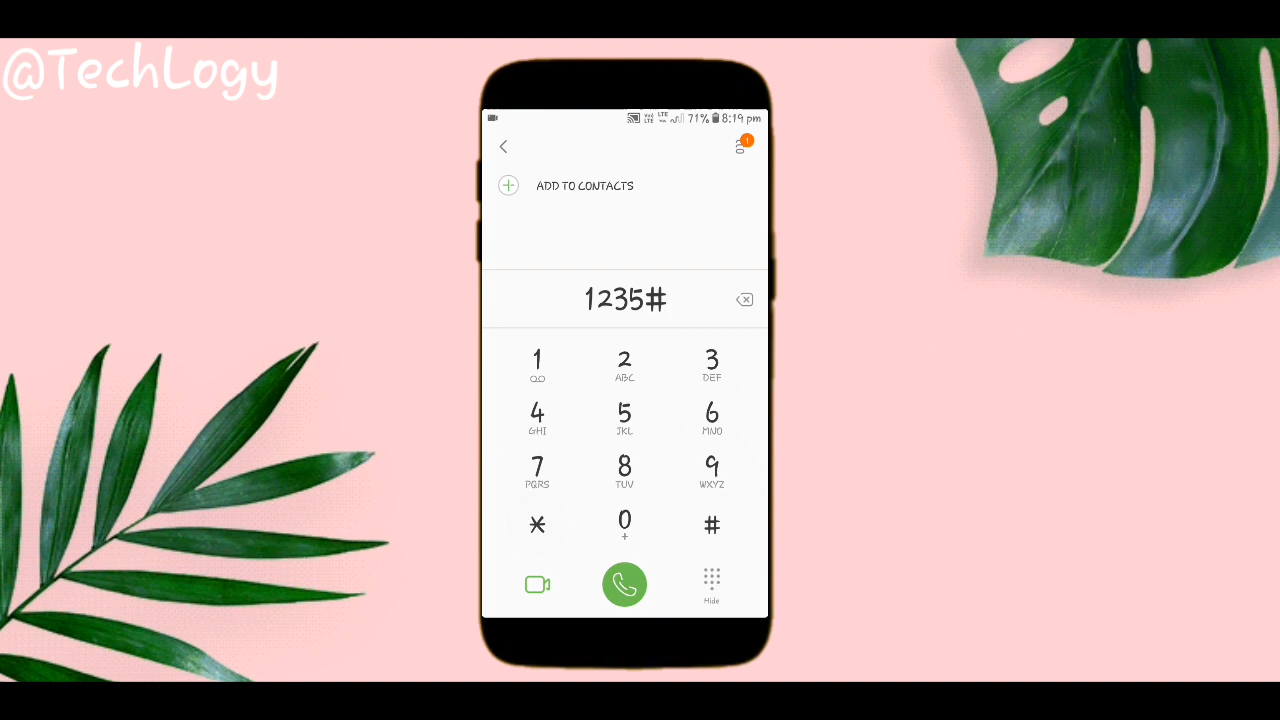 @TechLogy
71% 8:19 pm
1
ADD TO CONTACTS
1235#
1 2 3
ABC DEF
4 5 6
GHI JKL MNO
7 8 9
PQRS TUV WXYZ
* 0 #
+
Hide